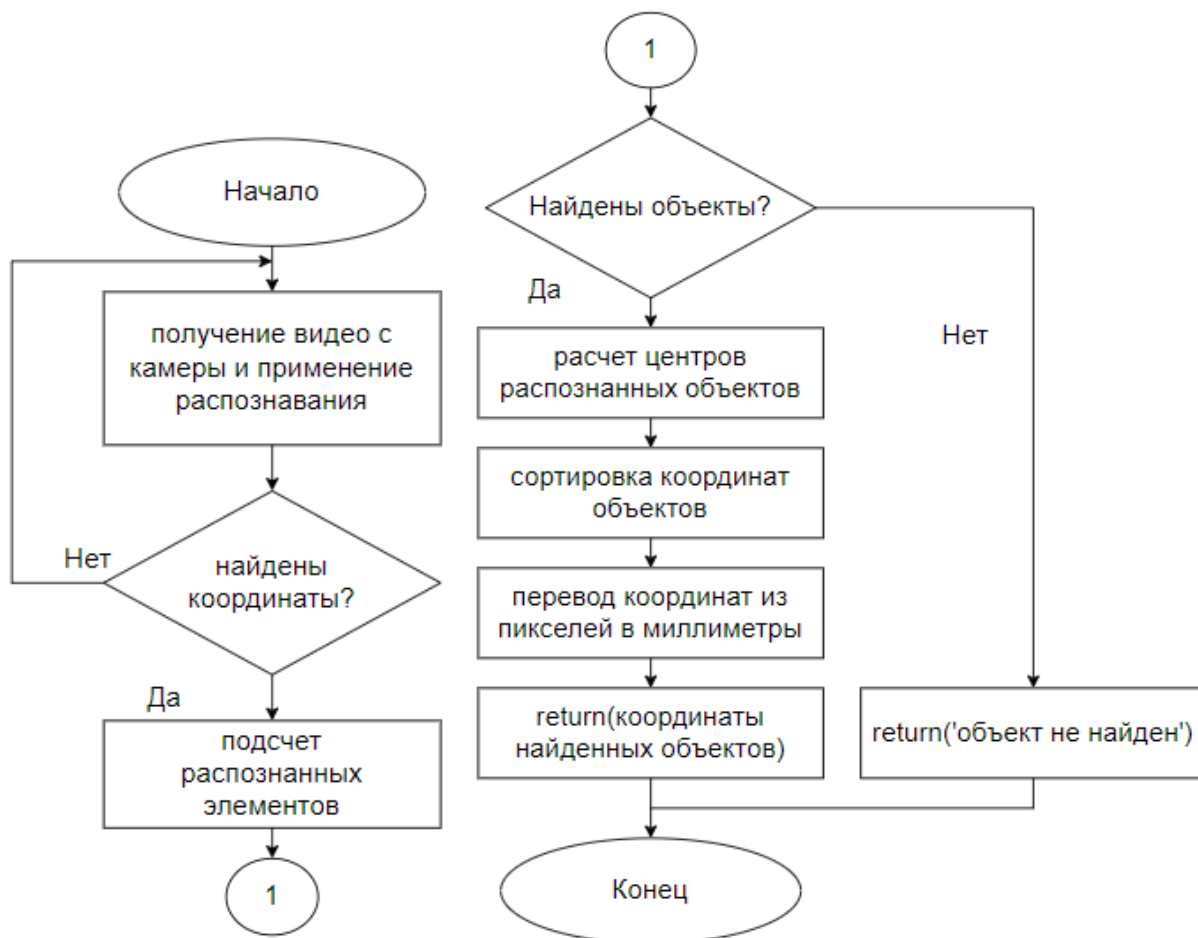 Начало
получение видео с
камеры и применение
распознавания
Нет
найдены
координаты?
Да
подсчет
распознанных
элементов
1
1
Найдены объекты?
Да
Нет
расчет центров
распознанных объектов
сортировка координат
объектов
перевод координат из
пикселей в миллиметры
return(координаты
найденных объектов)
return('объект не найден')
Конец